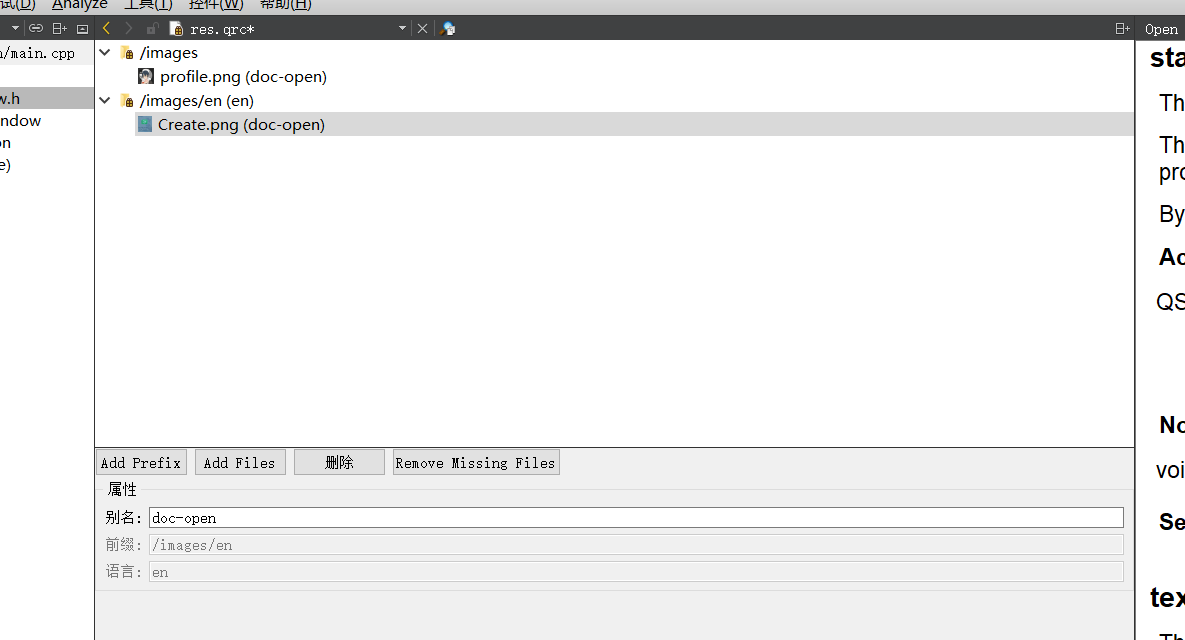 试(D) Analyze 工具(T) 控件(W) 帮助(H)
res.qrc*
Open
n/main.cpp
w.h
ndow
on
e)
/images
profile.png (doc-open)
/images/en (en)
Create.png (doc-open)
Add Prefix
Add Files
删除
Remove Missing Files
属性
别名:
doc-open
前缀:
/images/en
语言:
en
sta
Th
Th
pro
By
Ac
QS
No
voi
Se
tex